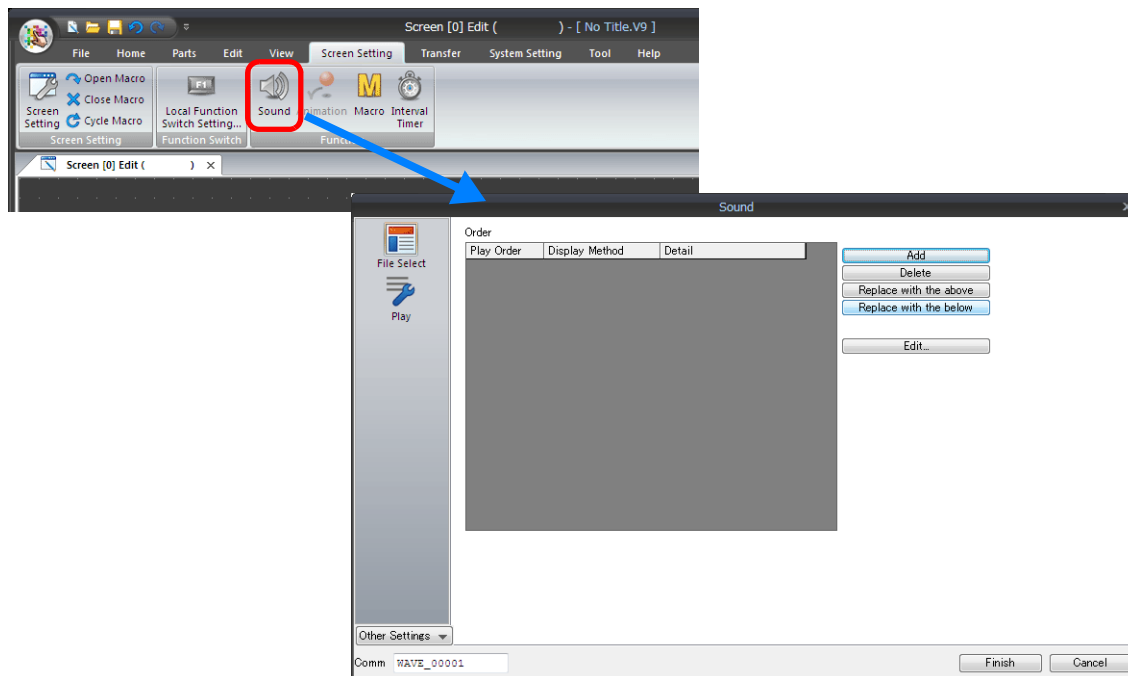 Screen [0] Edit ( ) - [ No Title.V9 ]
File Home Parts Edit View Screen Setting Transfer System Setting Tool Help
Open Macro
Close Macro
Cycle Macro
Screen
Setting
F1
Local Function
Switch Setting...
Sound
Animation
M
Macro
Interval
Timer
Screen Setting
Function Switch
Screen [0] Edit ( ) X
Sound
File Select
Play
Order
Play Order Display Method Detail
Add
Delete
Replace with the above
Replace with the below
Edit...
Other Settings
Comm WAVE_00001
Finish Cancel